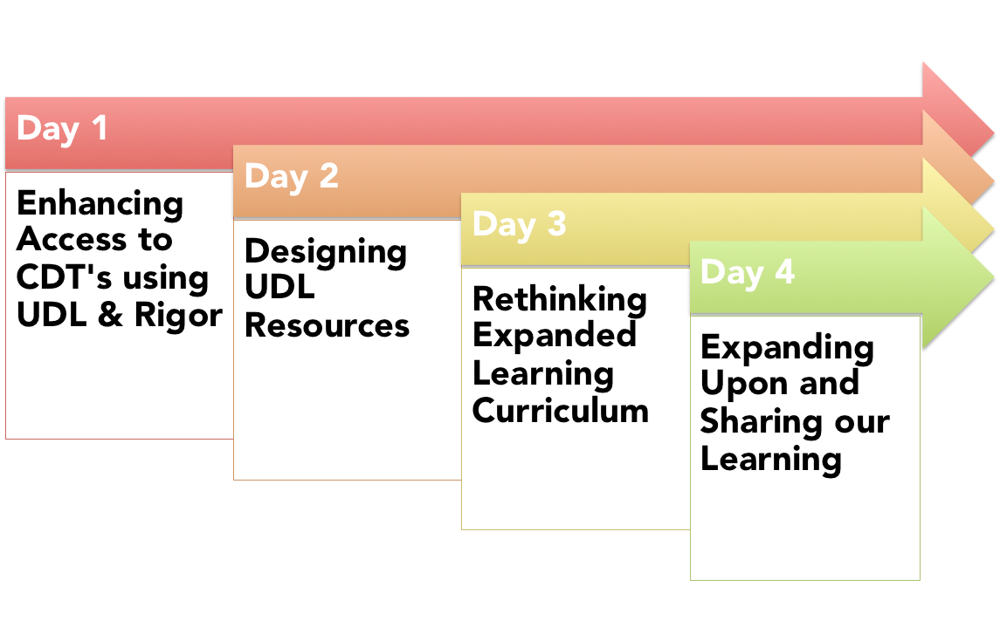 Day 1
Enhancing
Access to
CDT's using
UDL & Rigor
Day 2
Designing
UDL
Resources
Day 3
Rethinking
Expanded
Learning
Curriculum
Day 4
Expanding
Upon and
Sharing our
Learning